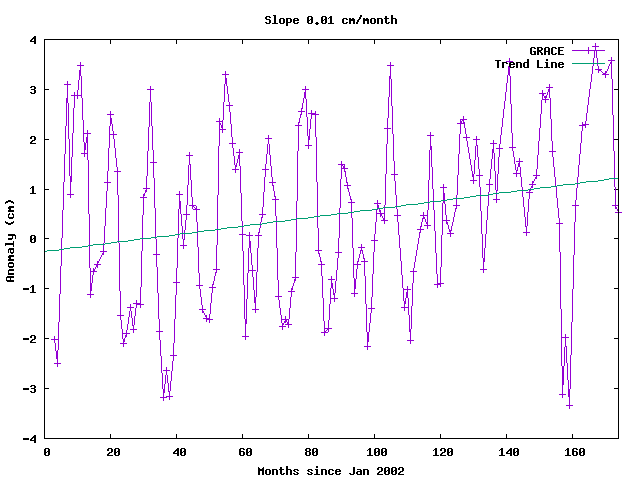 Slope 0.01 cm/month
GRACE
Trend Line
4
3
2
1
0
-1
-2
-3
-4
Anomaly (cm)
0 20 40 60 80 100 120 140 160
Months since Jan 2002